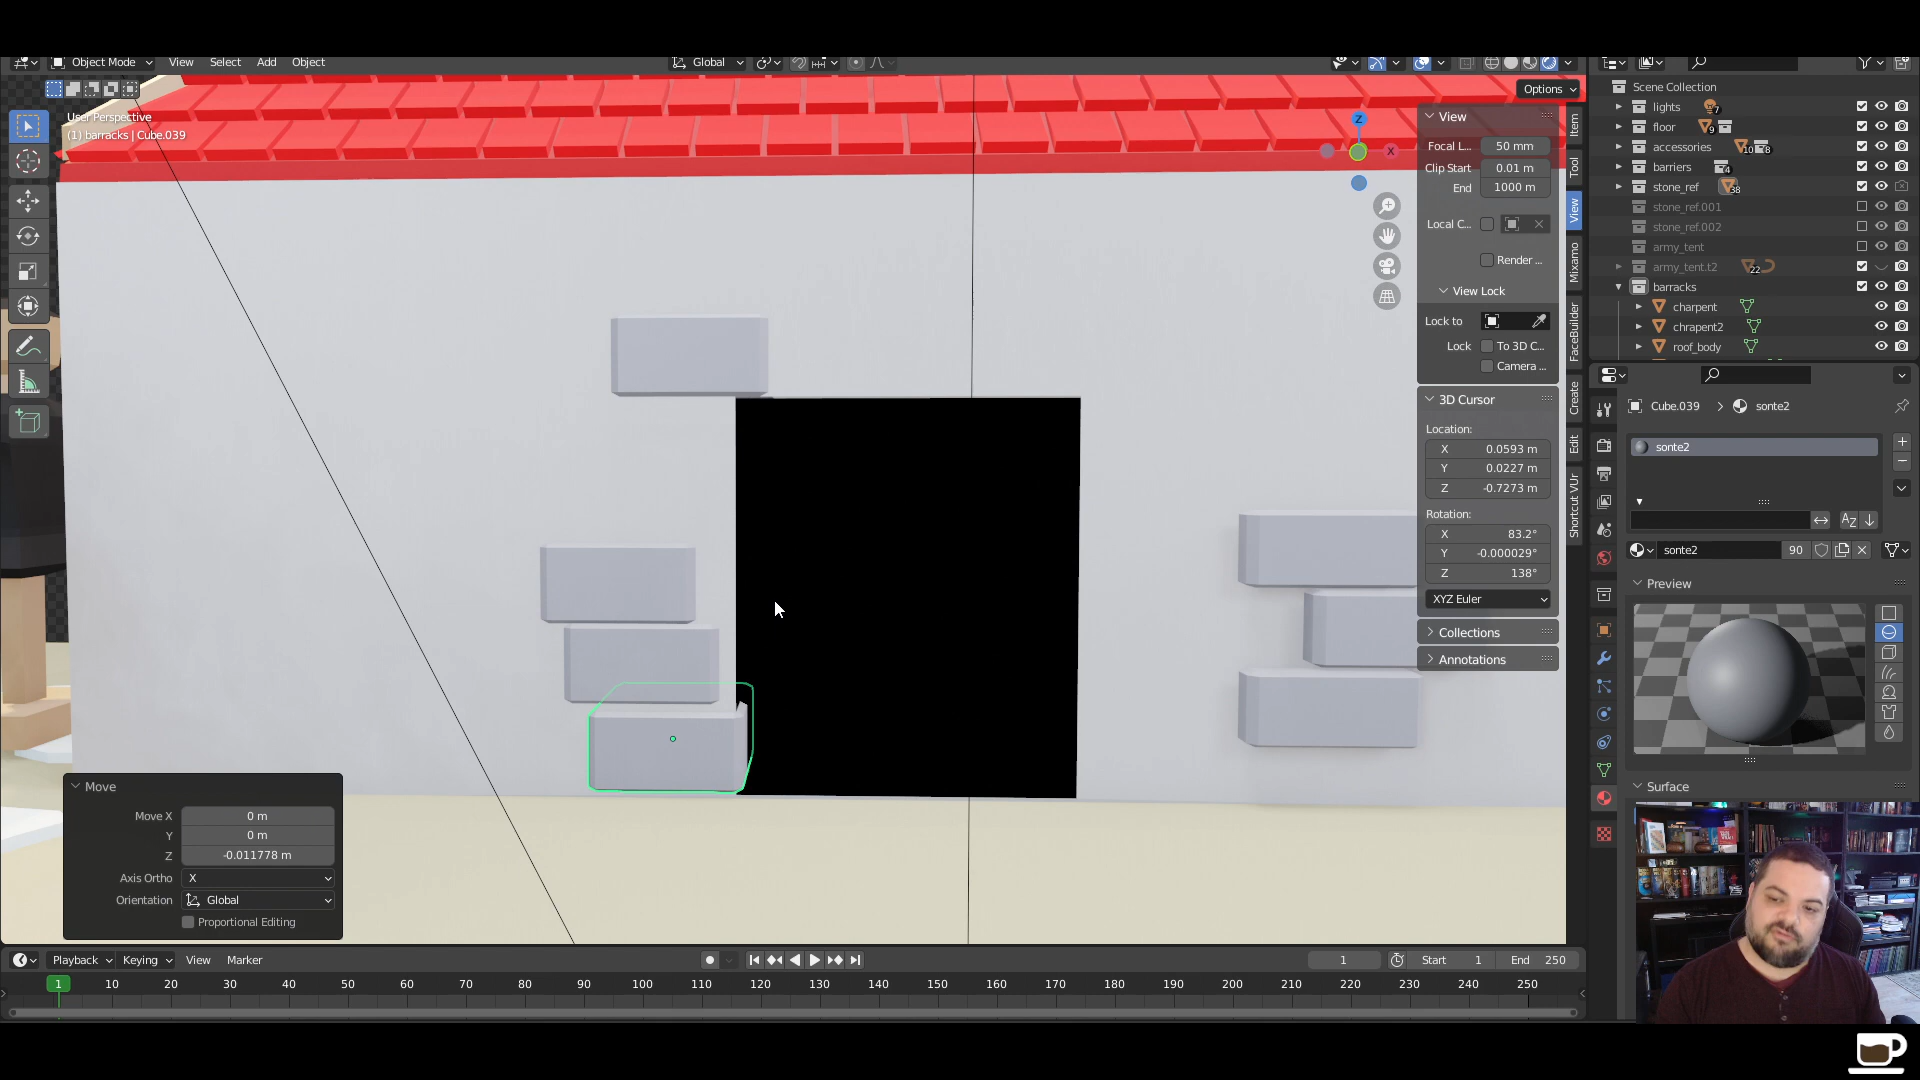 Object Mode View Select Add Object Global
Options
User Perspective
(1) barracks | Cube.039
Z
X
View
Focal L... 50 mm
Clip Start 0.01 m
End 1000 m
Local C...
Render ...
View Lock
Lock to
Lock To 3D C...
Camera ...
3D Cursor
Location:
X 0.0593 m
Y 0.0227 m
Z -0.7273 m
Rotation:
X 83.2°
Y -0.000029°
Z 138°
XYZ Euler
Collections
Annotations
Item
Tool
View
Mixamo
FaceBuilder
Create
Edit
Shortcut VUr
Scene Collection
lights 7
floor 9
accessories 10 8
barriers 4
stone_ref 38
stone_ref.001
stone_ref.002
army_tent
army_tent.t2 22
barracks
charpent
chrapent2
roof_body
Cube.039 > sonte2
sonte2
sonte2 90
Preview
Surface
Move
Move X 0 m
Y 0 m
Z -0.011778 m
Axis Ortho X
Orientation Global
Proportional Editing
Playback Keying View Marker
1 Start 1 End 250
1 10 20 30 40 50 60 70 80 90 100 110 120 130 140 150 160 170 180 190 200 210 220 230 240 250